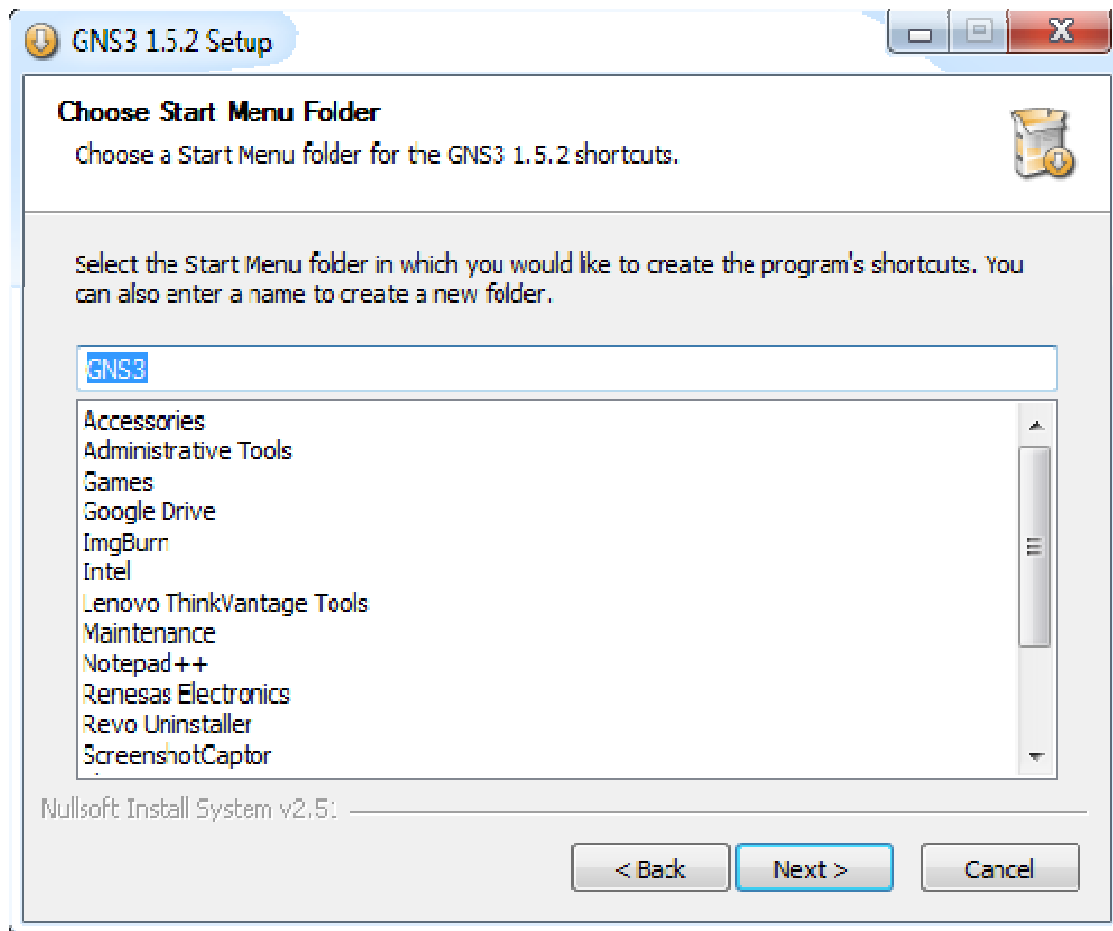 GNS3 1.5.2 Setup
Choose Start Menu Folder
Choose a Start Menu folder for the GNS3 1.5.2 shortcuts.
Select the Start Menu folder in which you would like to create the program's shortcuts. You
can also enter a name to create a new folder.
GNS3
Accessories
Administrative Tools
Games
Google Drive
ImgBurn
Intel
Lenovo ThinkVantage Tools
Maintenance
Notepad++
Renesas Electronics
Revo Uninstaller
ScreenshotCaptor
Nullsoft Install System v2.51
< Back
Next >
Cancel